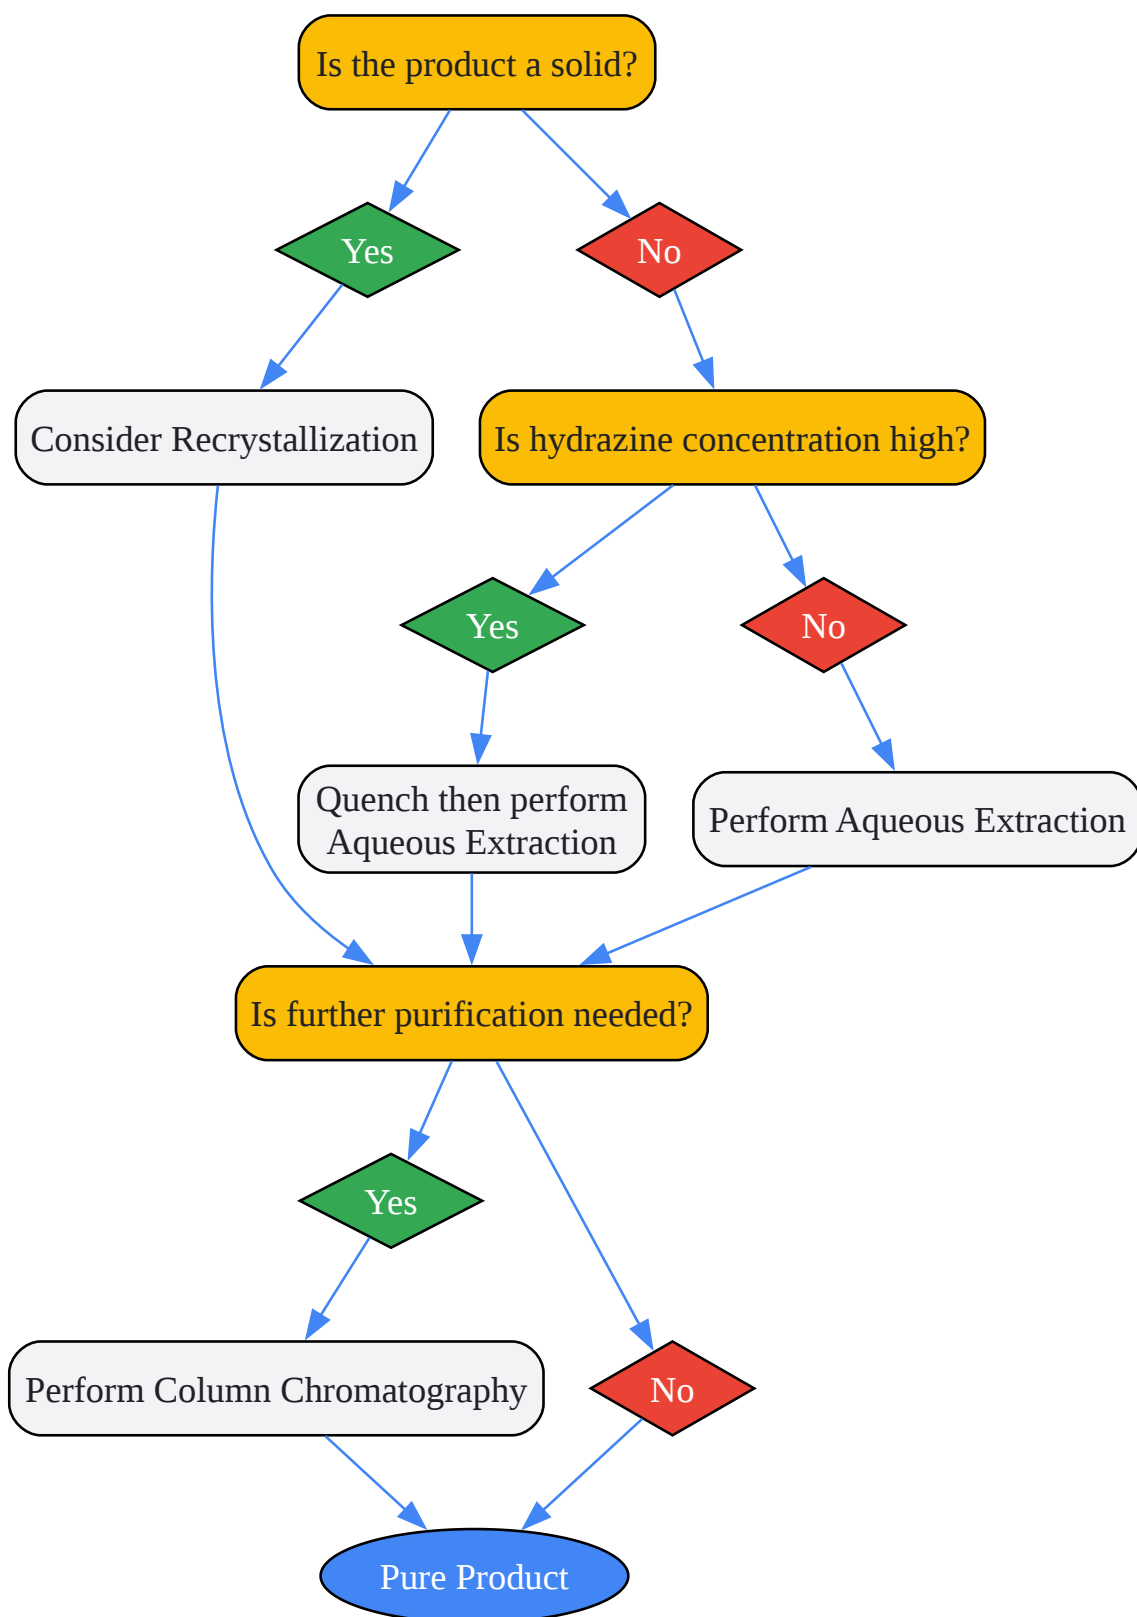 Is the product a solid?
Yes
No
Consider Recrystallization
Is hydrazine concentration high?
Yes
No
Quench then perform
Aqueous Extraction
Perform Aqueous Extraction
Is further purification needed?
Yes
Perform Column Chromatography
No
Pure Product